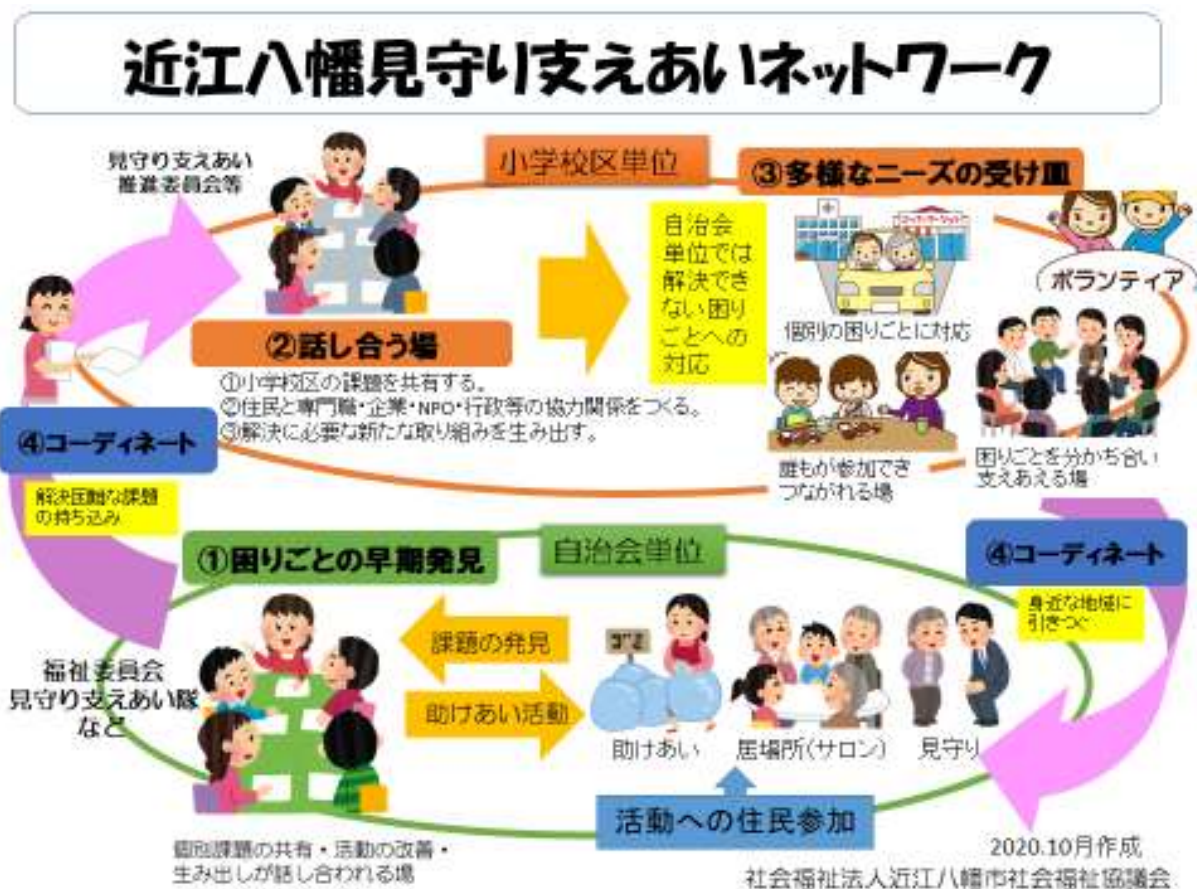 近江八幡見守り支えあいネットワーク
見守り支えあい
推進委員会等
小学校区単位
③多様なニーズの受け皿
自治会
単位では
解決でき
ない困り
ごとへの
対応
ボランティア
個別の困りごとに対応
②話し合う場
①小学校区の課題を共有する。
②住民と専門職・企業・NPO・行政等の協力関係をつくる。
③解決に必要な新たな取り組みを生み出す。
誰もが参加でき
つながれる場
困りごとを分かち合い
支えあえる場
④コーディネート
解決困難な課題
の持ち込み
①困りごとの早期発見
自治会単位
④コーディネート
身近な地域に
引きつぐ
福祉委員会
見守り支えあい隊
など
課題の発見
助けあい活動
助けあい
居場所(サロン)
見守り
活動への住民参加
個別課題の共有・活動の改善・
生み出しが話し合われる場
2020.10月作成
社会福祉法人近江八幡市社会福祉協議会